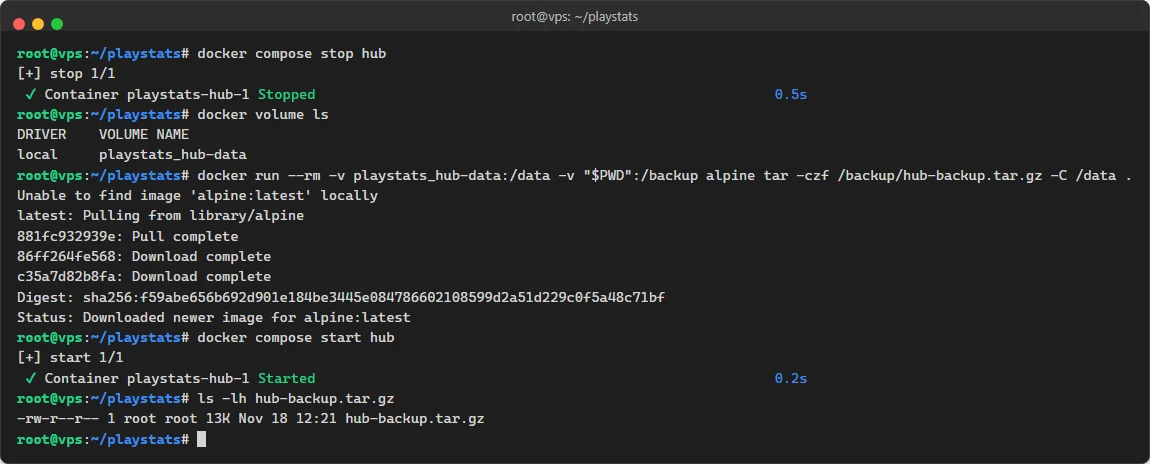 root@vps: ~/playstats
root@vps:~/playstats# docker compose stop hub
[+] stop 1/1
✓ Container playstats-hub-1 Stopped 0.5s
root@vps:~/playstats# docker volume ls
DRIVER    VOLUME NAME
local     playstats_hub-data
root@vps:~/playstats# docker run --rm -v playstats_hub-data:/data -v "$PWD":/backup alpine tar -czf /backup/hub-backup.tar.gz -C /data .
Unable to find image 'alpine:latest' locally
latest: Pulling from library/alpine
881fc932939e: Pull complete
86ff264fe568: Download complete
c35a7d82b8fa: Download complete
Digest: sha256:f59abe656b692d901e184be3445e084786602108599d2a51d229c0f5a48c71bf
Status: Downloaded newer image for alpine:latest
root@vps:~/playstats# docker compose start hub
[+] start 1/1
✓ Container playstats-hub-1 Started 0.2s
root@vps:~/playstats# ls -lh hub-backup.tar.gz
-rw-r--r-- 1 root root 13K Nov 18 12:21 hub-backup.tar.gz
root@vps:~/playstats#